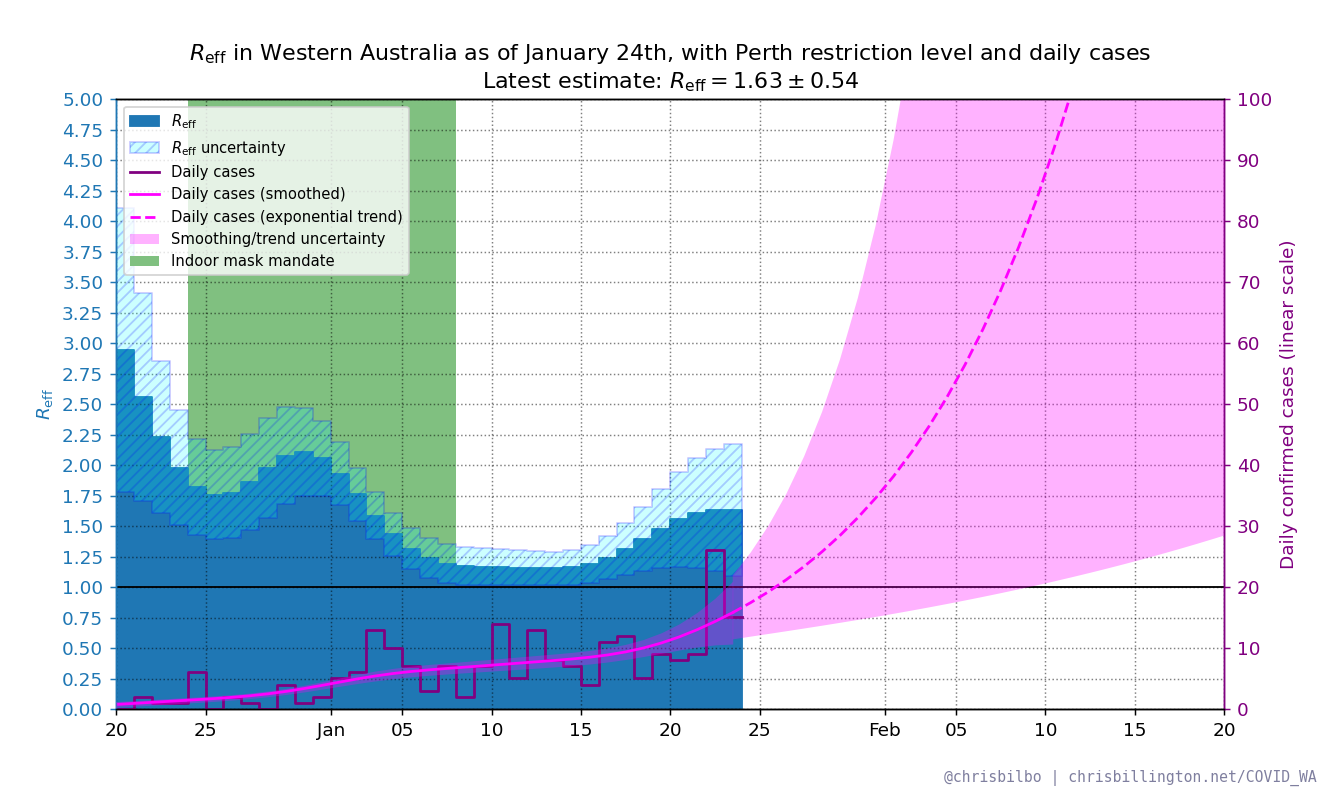 Reff in Western Australia as of January 24th, with Perth restriction level and daily cases
Latest estimate: Reff = 1.63 ± 0.54
Reff
Reff uncertainty
Daily cases
Daily cases (smoothed)
Daily cases (exponential trend)
Smoothing/trend uncertainty
Indoor mask mandate
5.00
4.75
4.50
4.25
4.00
3.75
3.50
3.25
3.00
2.75
2.50
2.25
2.00
1.75
1.50
1.25
1.00
0.75
0.50
0.25
0.00
Reff
100
90
80
70
60
50
40
30
20
10
0
Daily confirmed cases (linear scale)
20 25 Jan 05 10 15 20 25 Feb 05 10 15 20
@chrisbilbo | chrisbillington.net/COVID_WA